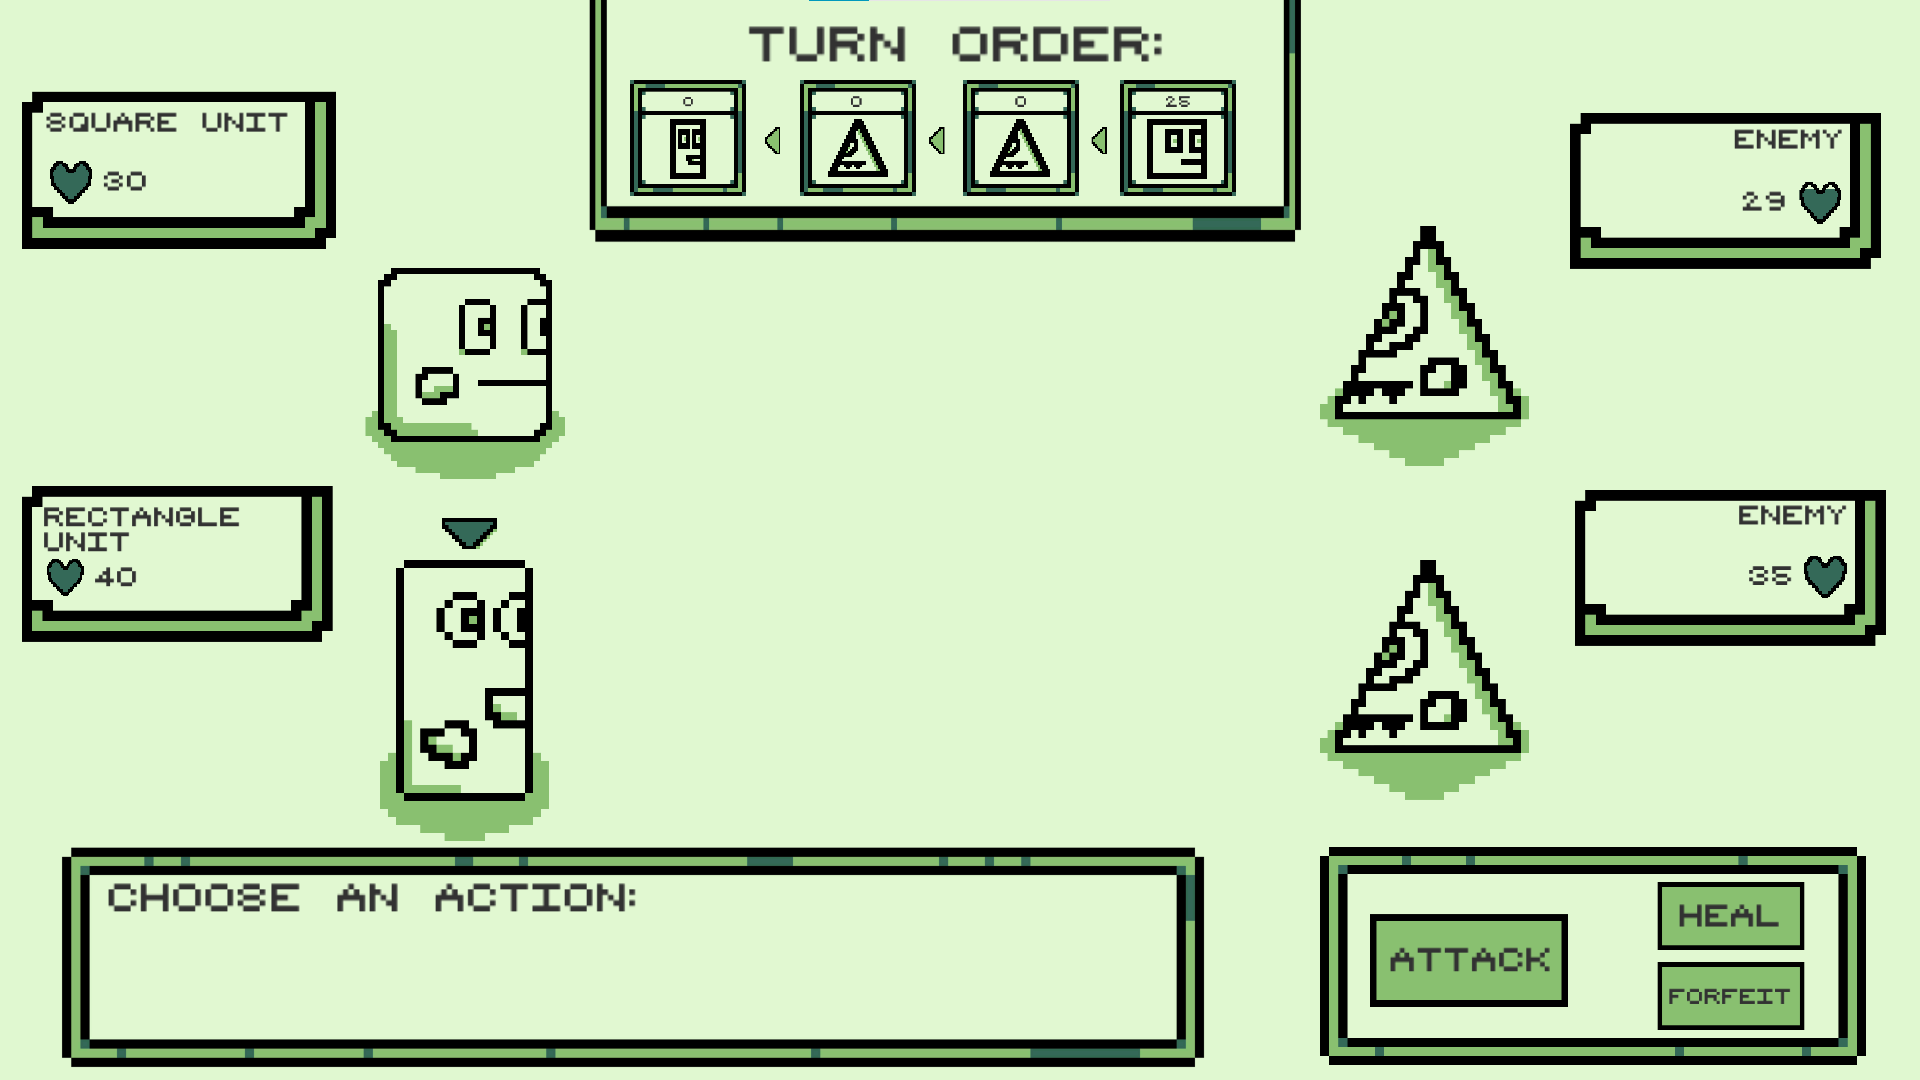 TURN ORDER:
0 0 0 25
SQUARE UNIT
30
ENEMY
29
RECTANGLE
UNIT
40
ENEMY
35
CHOOSE AN ACTION:
ATTACK
HEAL
FORFEIT